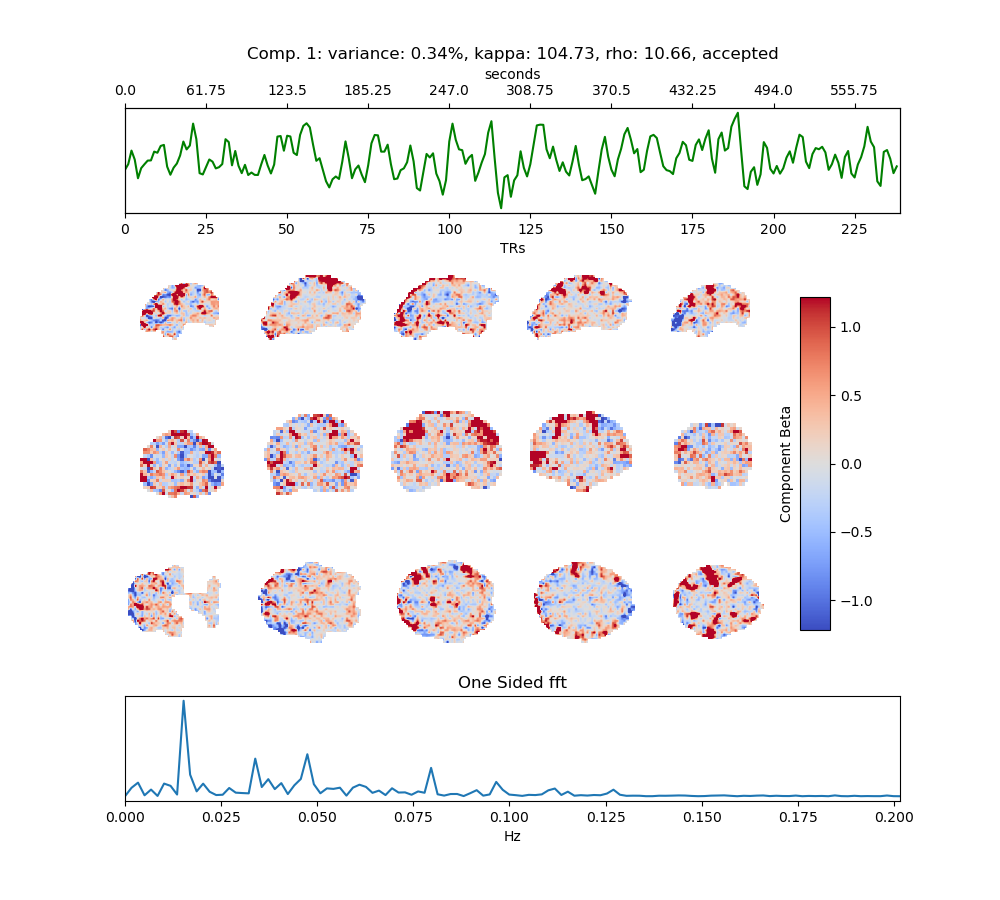 Comp. 1: variance: 0.34%, kappa: 104.73, rho: 10.66, accepted
seconds
0.0 61.75 123.5 185.25 247.0 308.75 370.5 432.25 494.0 555.75
0 25 50 75 100 125 150 175 200 225
TRs
1.0
0.5
0.0
−0.5
−1.0
Component Beta
One Sided fft
0.000 0.025 0.050 0.075 0.100 0.125 0.150 0.175 0.200
Hz